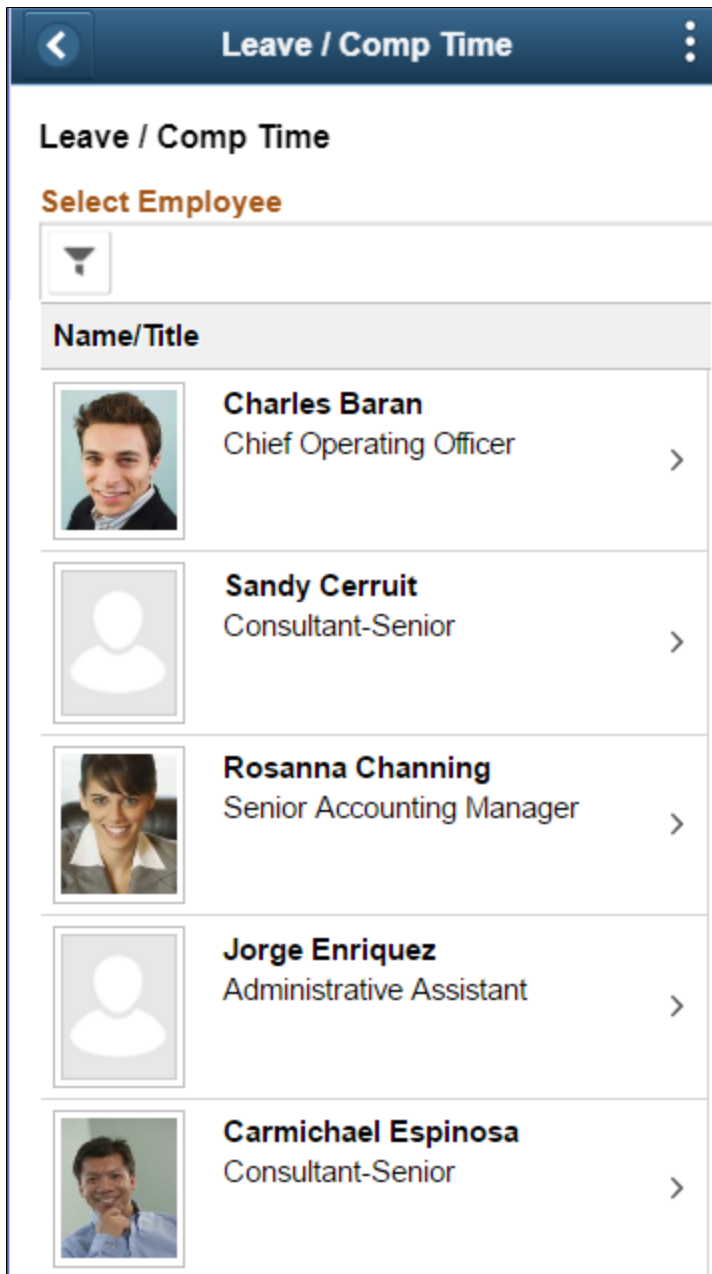 Leave / Comp Time
Leave / Comp Time
Select Employee
Name/Title
Charles Baran
Chief Operating Officer
Sandy Cerruit
Consultant-Senior
Rosanna Channing
Senior Accounting Manager
Jorge Enriquez
Administrative Assistant
Carmichael Espinosa
Consultant-Senior